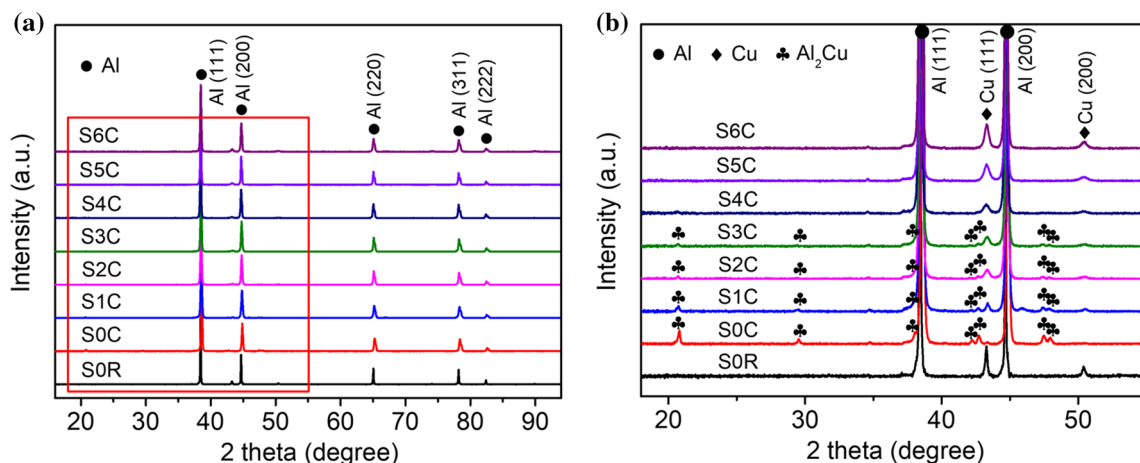 (a)
● Al
Al (111)
Al (200)
Al (220)
Al (311)
Al (222)
S6C
S5C
S4C
S3C
S2C
S1C
S0C
S0R
Intensity (a.u.)
20 30 40 50 60 70 80 90
2 theta (degree)
(b)
● Al ♦ Cu ♣ Al₂Cu
Al (111)
Cu (111)
Al (200)
Cu (200)
S6C
S5C
S4C
S3C
S2C
S1C
S0C
S0R
Intensity (a.u.)
20 30 40 50
2 theta (degree)